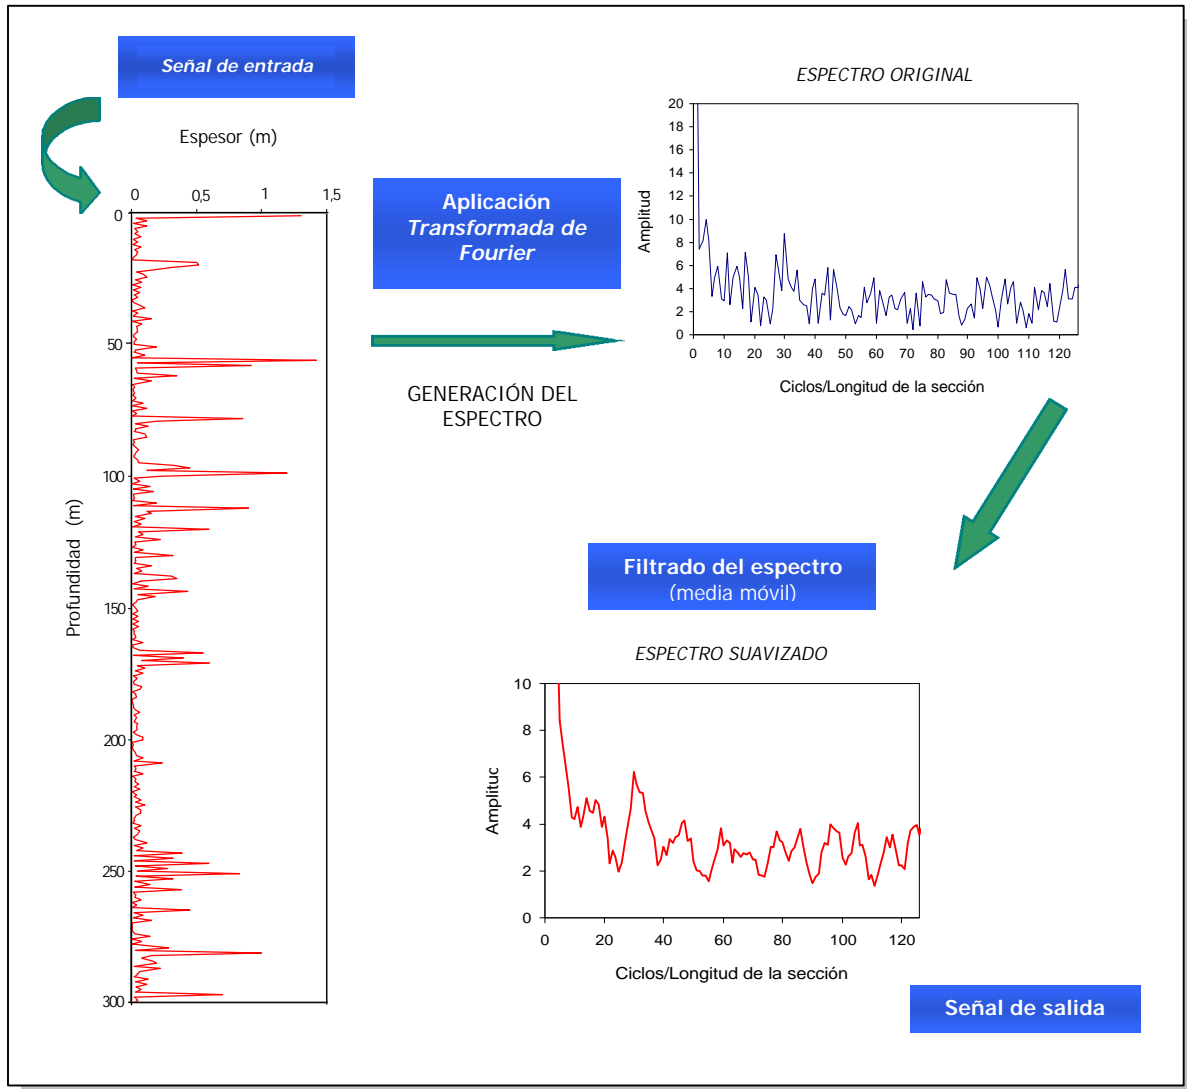 Señal de entrada
Espesor (m)
0 0,5 1 1,5
0
50
100
150
200
250
300
Profundidad (m)
Aplicación
Transformada de
Fourier
GENERACIÓN DEL
ESPECTRO
ESPECTRO ORIGINAL
20
18
16
14
12
10
8
6
4
2
0
Amplitud
0 10 20 30 40 50 60 70 80 90 100 110 120
Ciclos/Longitud de la sección
Filtrado del espectro
(media móvil)
ESPECTRO SUAVIZADO
10
8
6
4
2
0
Amplituc
0 20 40 60 80 100 120
Ciclos/Longitud de la sección
Señal de salida